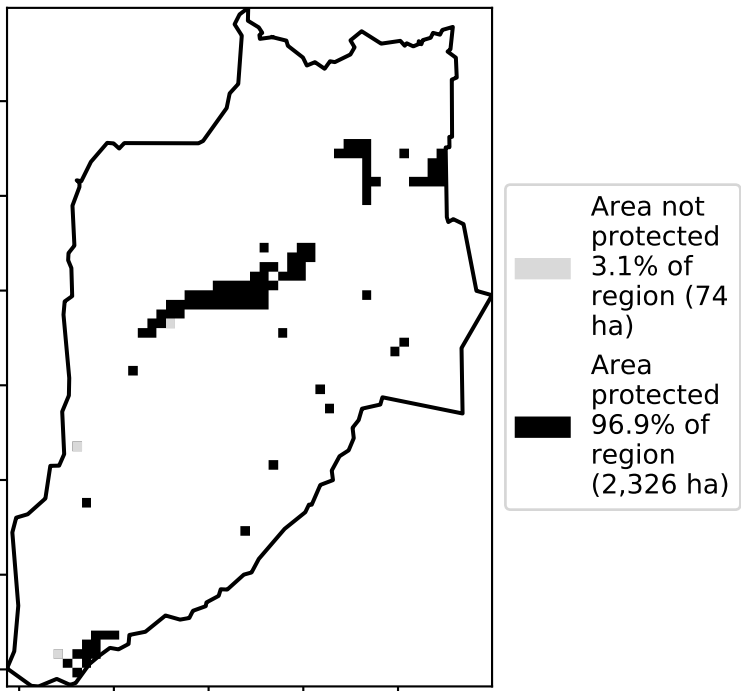 Area not
protected
3.1% of
region (74
ha)
Area
protected
96.9% of
region
(2,326 ha)